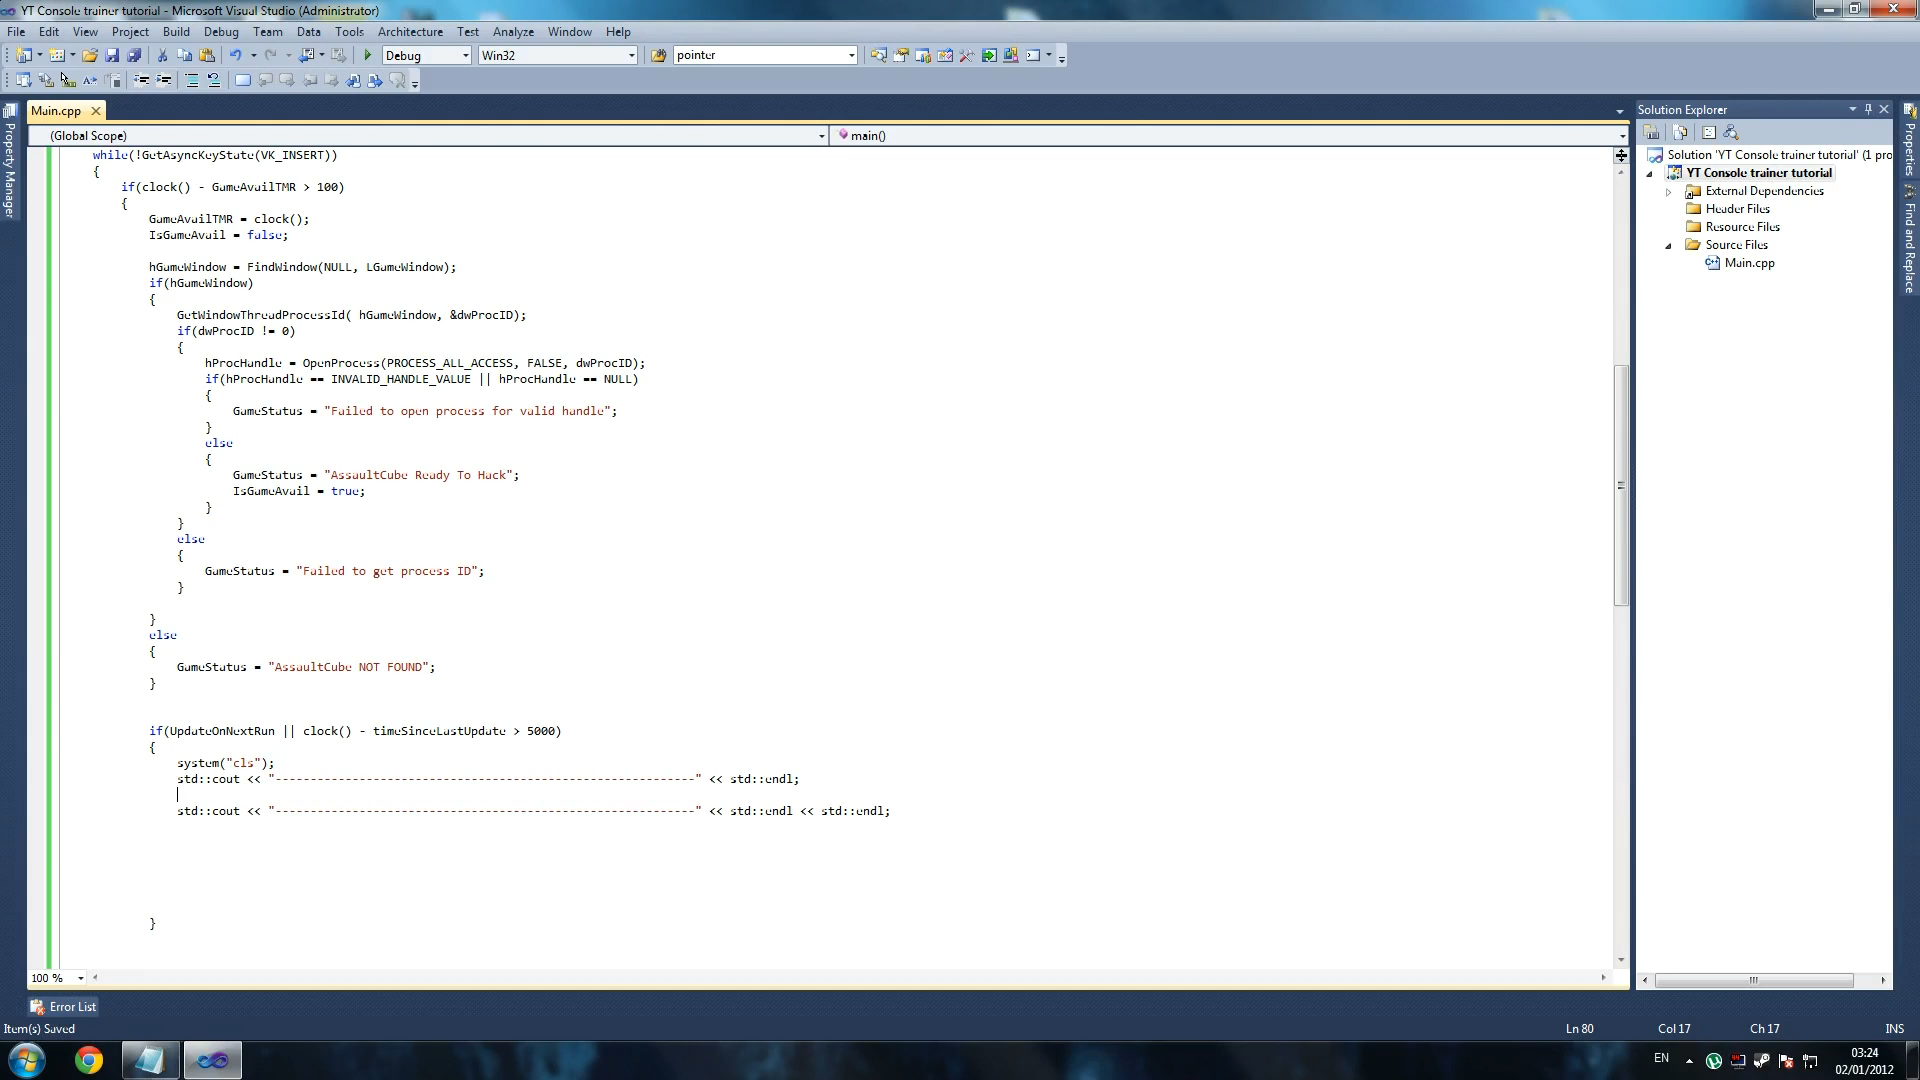 YT Console trainer tutorial - Microsoft Visual Studio (Administrator)
File Edit View Project Build Debug Team Data Tools Architecture Test Analyze Window Help
Debug Win32 pointer
Main.cpp
(Global Scope) main()
while(!GetAsyncKeyState(VK_INSERT))
{
if(clock() - GameAvailTMR > 100)
{
GameAvailTMR = clock();
IsGameAvail = false;
hGameWindow = FindWindow(NULL, LGameWindow);
if(hGameWindow)
{
GetWindowThreadProcessId( hGameWindow, &dwProcID);
if(dwProcID != 0)
{
hProcHandle = OpenProcess(PROCESS_ALL_ACCESS, FALSE, dwProcID);
if(hProcHandle == INVALID_HANDLE_VALUE || hProcHandle == NULL)
{
GameStatus = "Failed to open process for valid handle";
}
else
{
GameStatus = "AssaultCube Ready To Hack";
IsGameAvail = true;
}
}
else
{
GameStatus = "Failed to get process ID";
}
}
else
{
GameStatus = "AssaultCube NOT FOUND";
}
if(UpdateOnNextRun || clock() - timeSinceLastUpdate > 5000)
{
system("cls");
std::cout << "------------------------------------------------------------" << std::endl;
std::cout << "------------------------------------------------------------" << std::endl << std::endl;
}
100 %
Property Manager
Solution Explorer
Solution 'YT Console trainer tutorial' (1 pro
YT Console trainer tutorial
External Dependencies
Header Files
Resource Files
Source Files
Main.cpp
Properties
Find and Replace
Error List
Item(s) Saved Ln 80 Col 17 Ch 17 INS
EN 03:24
02/01/2012